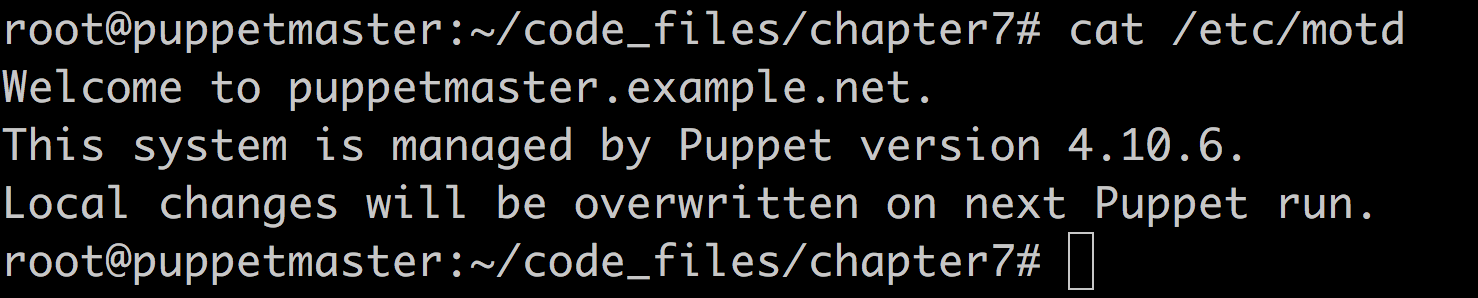 root@puppetmaster:~/code_files/chapter7# cat /etc/motd
Welcome to puppetmaster.example.net.
This system is managed by Puppet version 4.10.6.
Local changes will be overwritten on next Puppet run.
root@puppetmaster:~/code_files/chapter7#